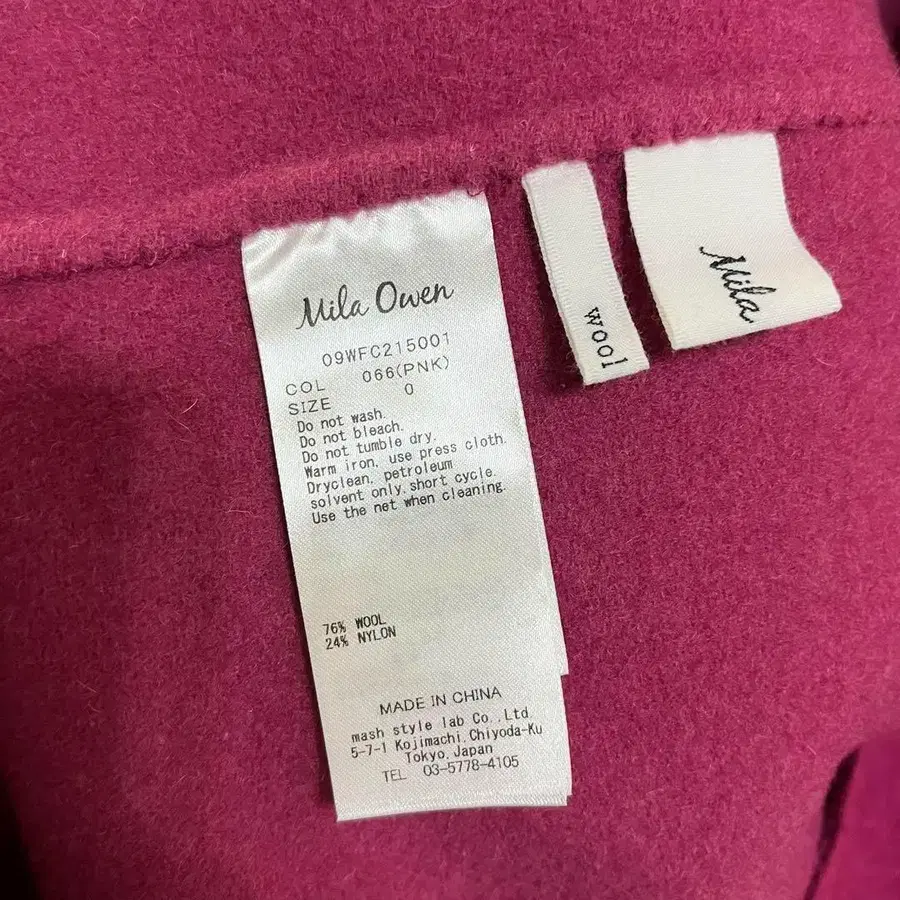 Mila Owen
09WFC215001
COL 066(PNK)
SIZE 0
Do not wash.
Do not bleach.
Do not tumble dry.
Warm iron. use press cloth.
Dryclean. petroleum
solvent only. short cycle.
Use the net when cleaning.
76% WOOL
24% NYLON
MADE IN CHINA
mash style lab Co.,Ltd.
5-7-1 Kojimachi.Chiyoda-Ku
Tokyo.Japan
TEL 03-5778-4105
wool
Mila